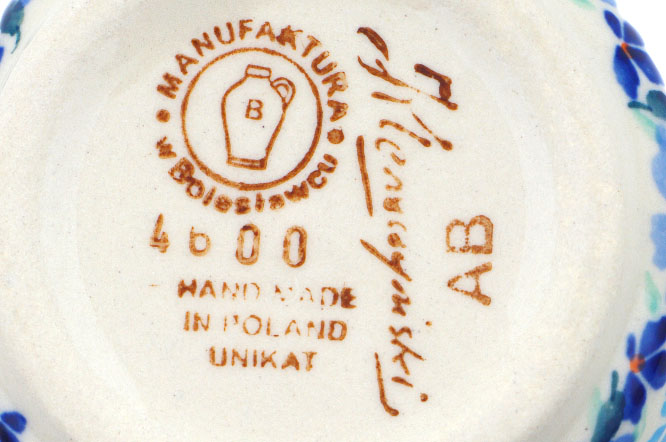 MANUFAKTURA
w Bolesławcu
B
4600
HAND MADE
IN POLAND
UNIKAT
AB